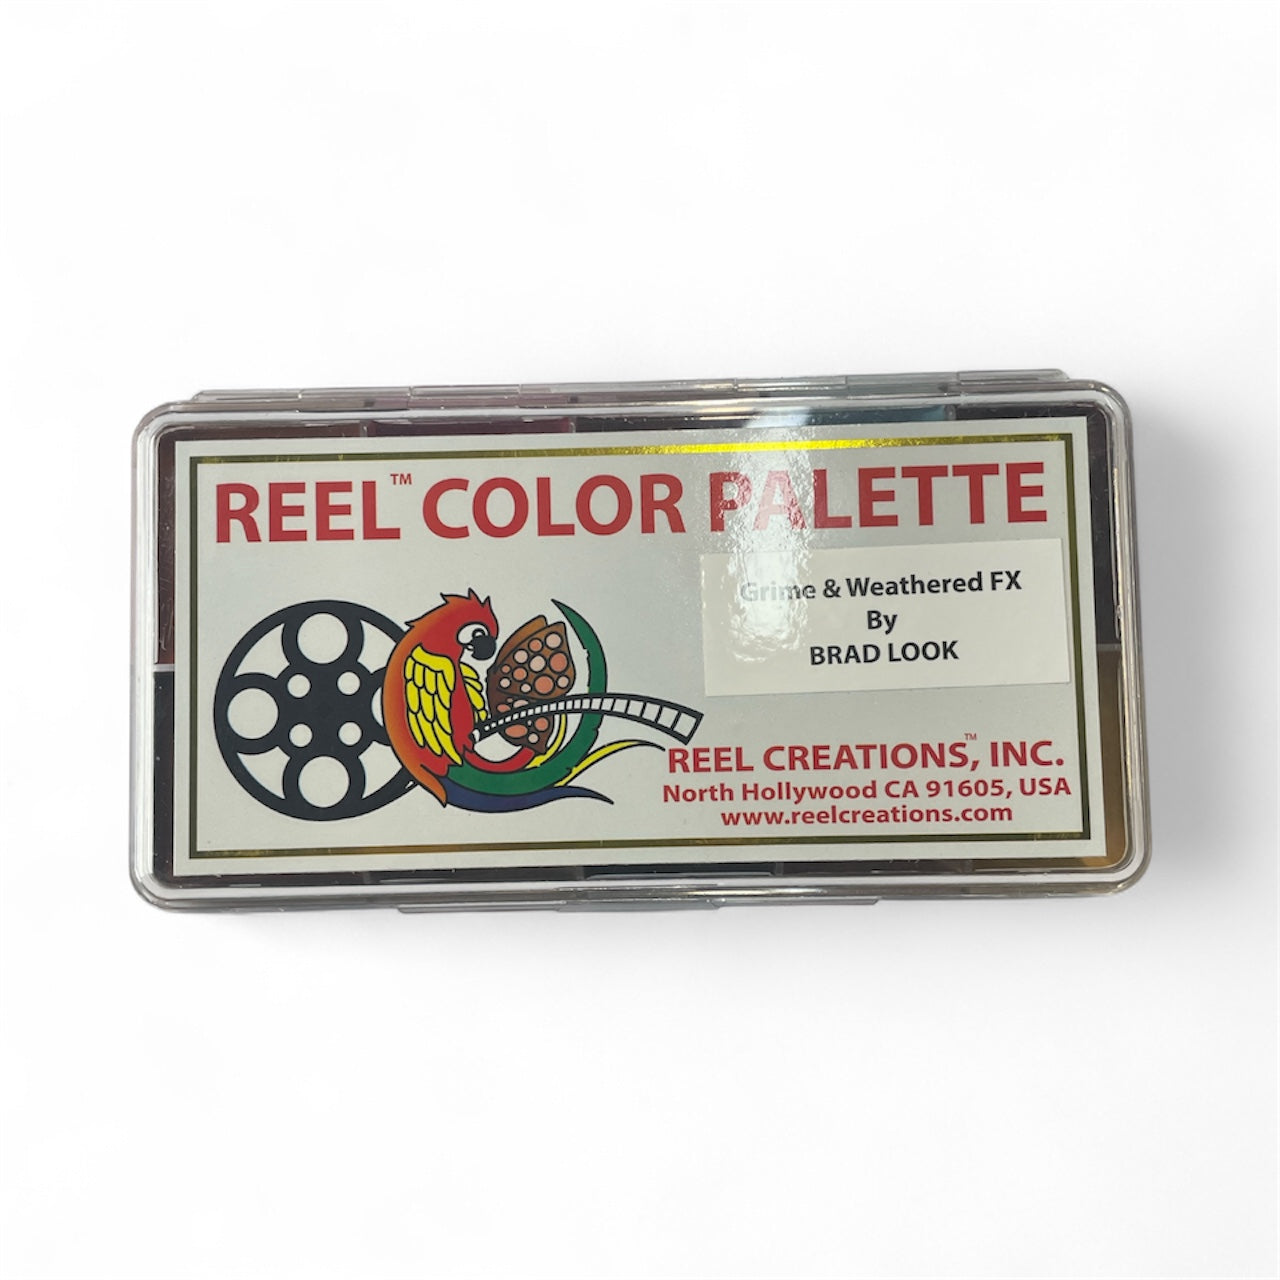 REEL™ COLOR PALETTE
Grime & Weathered FX
By
BRAD LOOK
REEL CREATIONS,™ INC.
North Hollywood CA 91605, USA
www.reelcreations.com